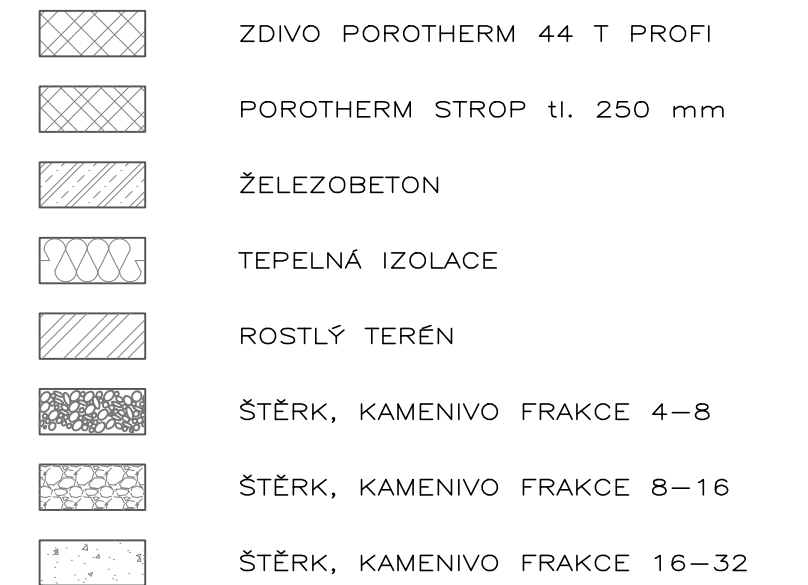 ZDIVO POROTHERM 44 T PROFI
POROTHERM STROP tl. 250 mm
ŽELEZOBETON
TEPELNÁ IZOLACE
ROSTLÝ TERÉN
ŠTĚRK, KAMENIVO FRAKCE 4–8
ŠTĚRK, KAMENIVO FRAKCE 8–16
ŠTĚRK, KAMENIVO FRAKCE 16–32